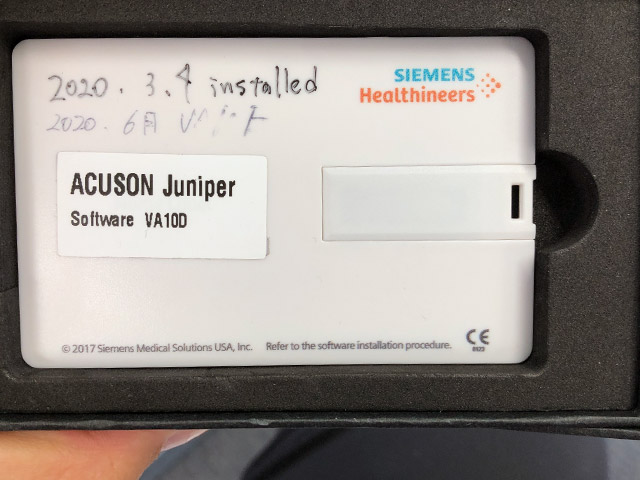 2020. 3. 4 installed
SIEMENS
Healthineers
2020. 6月
ACUSON Juniper
Software VA10D
© 2017 Siemens Medical Solutions USA, Inc. Refer to the software installation procedure.
CE
0123